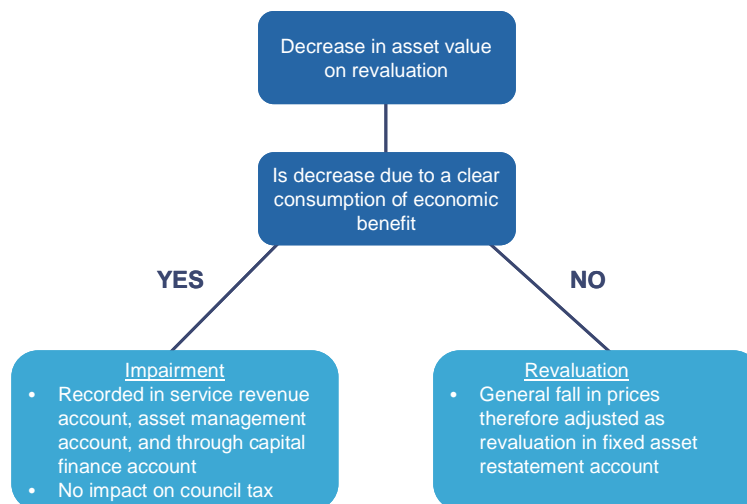 Decrease in asset value
on revaluation
Is decrease due to a clear
consumption of economic
benefit
YES
NO
Impairment
• Recorded in service revenue
account, asset management
account, and through capital
finance account
• No impact on council tax
Revaluation
• General fall in prices
therefore adjusted as
revaluation in fixed asset
restatement account